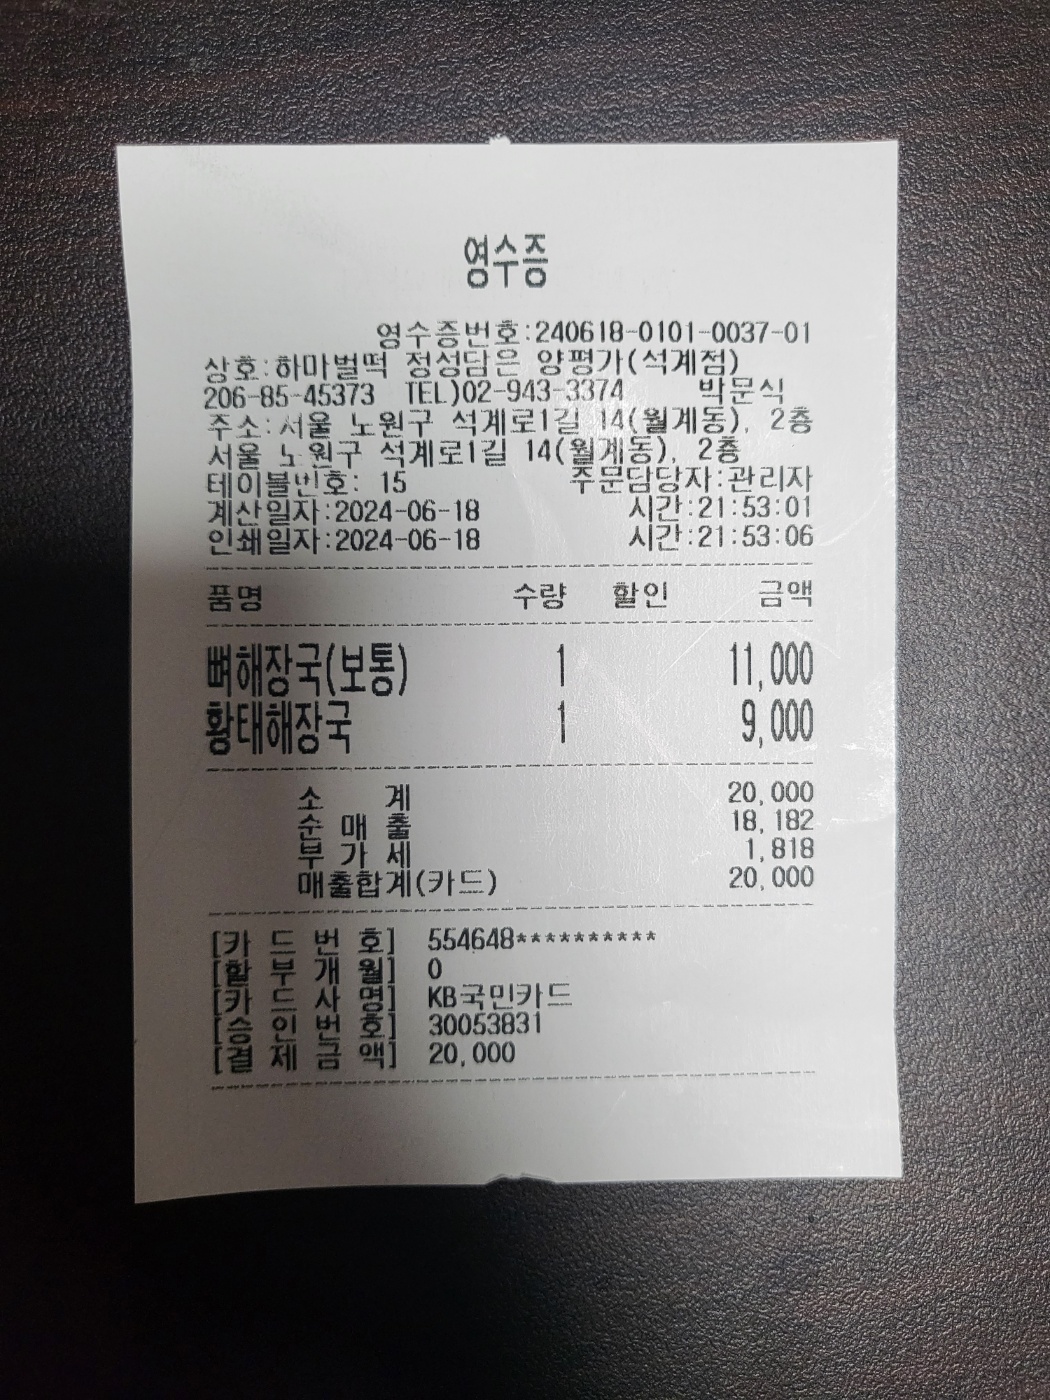 영수증
영수증번호:240618-0101-0037-01
상호:하마벌떡 정성담은 양평가(석계점)
206-85-45373 TEL)02-943-3374 박문식
주소:서울 노원구 석계로1길 14(월계동), 2층
서울 노원구 석계로1길 14(월계동), 2층
테이블번호: 15 주문담당자:관리자
계산일자:2024-06-18 시간:21:53:01
인쇄일자:2024-06-18 시간:21:53:06
품명 수량 할인 금액
뼈해장국(보통) 1 11,000
황태해장국 1 9,000
소 계 20,000
순 매 출 18,182
부 가 세 1,818
매출합계(카드) 20,000
[카 드 번 호] 554648**********
[할 부 개 월] 0
[카 드 사 명] KB국민카드
[승 인 번 호] 30053831
[결 제 금 액] 20,000